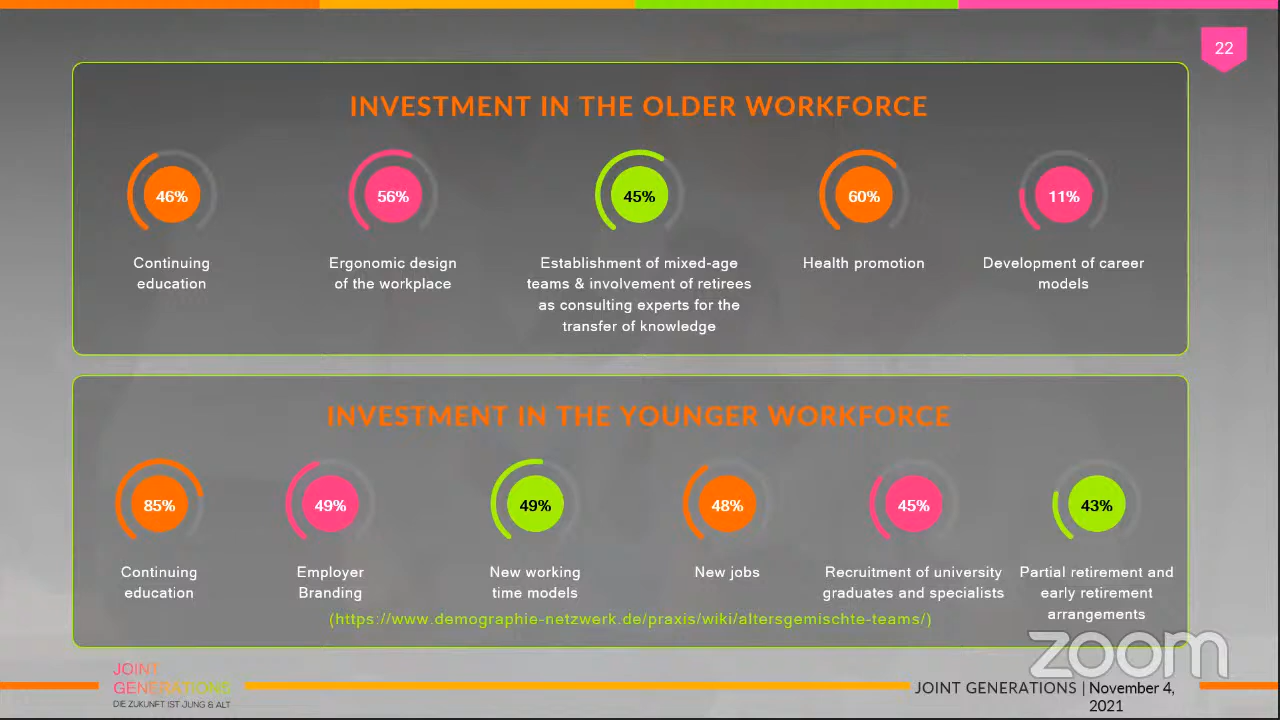 22
INVESTMENT IN THE OLDER WORKFORCE
46%
56%
45%
60%
11%
Continuing
education
Ergonomic design
of the workplace
Establishment of mixed-age
teams & involvement of retirees
as consulting experts for the
transfer of knowledge
Health promotion
Development of career
models
INVESTMENT IN THE YOUNGER WORKFORCE
85%
49%
49%
48%
45%
43%
Continuing
education
Employer
Branding
New working
time models
New jobs
Recruitment of university
graduates and specialists
Partial retirement and
early retirement
arrangements
(https://www.demographie-netzwerk.de/praxis/wiki/altersgemischte-teams/)
zoom
JOINT
GENERATIONS
DIE ZUKUNFT IST JUNG & ALT
JOINT GENERATIONS | November 4,
2021